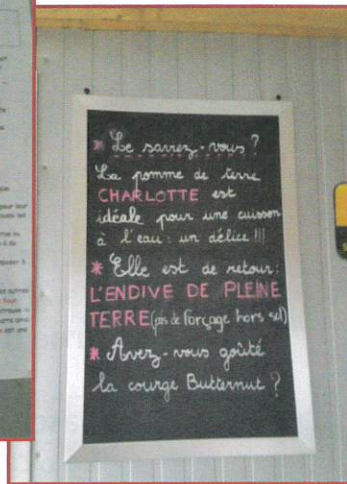 * Le saviez-vous ?
La pomme de terre
CHARLOTTE est
idéale pour une cuisson
à l'eau : un délice !!!
* Elle est de retour :
L'ENDIVE DE PLEINE
TERRE (pas de forçage hors sol)
* Avez-vous goûté
la courge Butternut ?